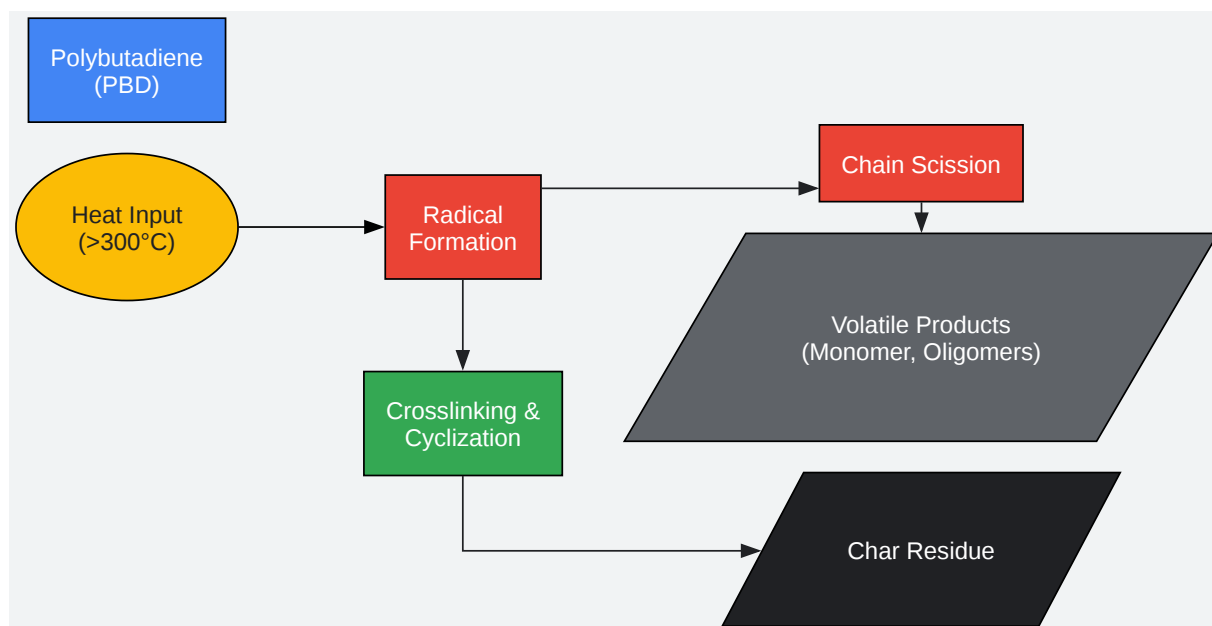 Polybutadiene
(PBD)
Heat Input
(>300°C)
Radical
Formation
Chain Scission
Volatile Products
(Monomer, Oligomers)
Crosslinking &
Cyclization
Char Residue